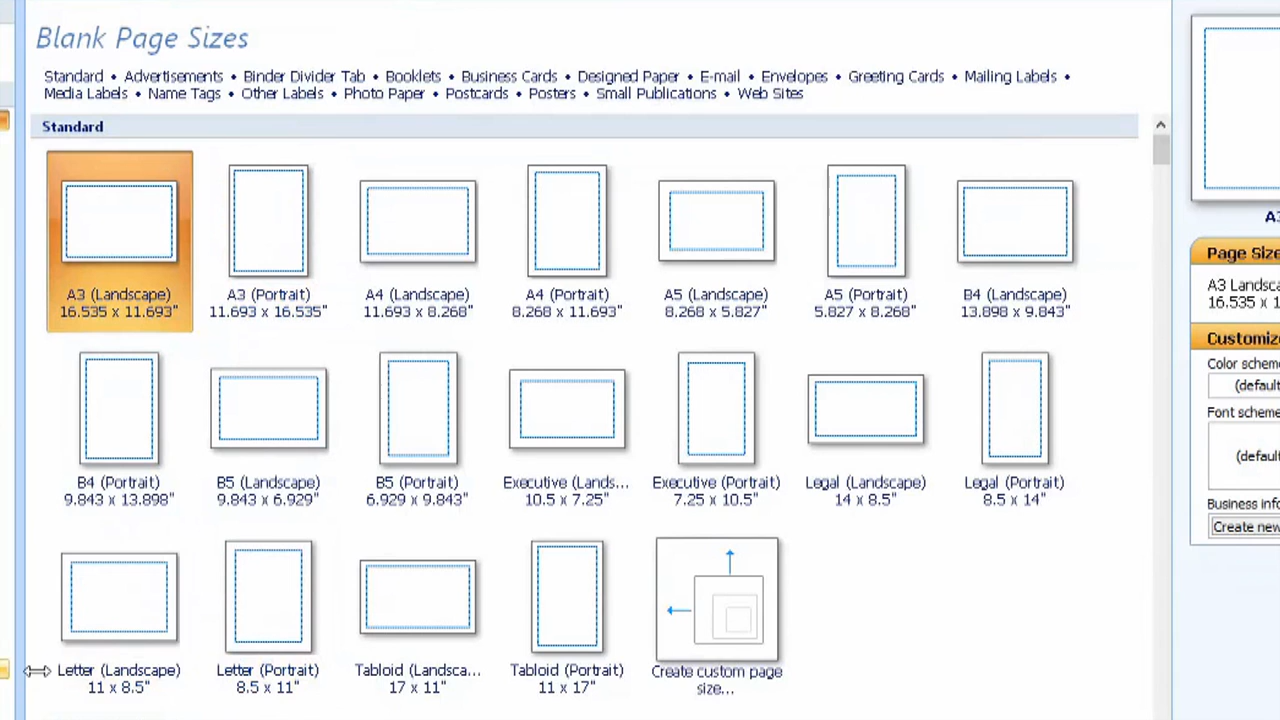 Blank Page Sizes
Standard • Advertisements • Binder Divider Tab • Booklets • Business Cards • Designed Paper • E-mail • Envelopes • Greeting Cards • Mailing Labels •
Media Labels • Name Tags • Other Labels • Photo Paper • Postcards • Posters • Small Publications • Web Sites
Standard
A3 (Landscape)
16.535 x 11.693"
A3 (Portrait)
11.693 x 16.535"
A4 (Landscape)
11.693 x 8.268"
A4 (Portrait)
8.268 x 11.693"
A5 (Landscape)
8.268 x 5.827"
A5 (Portrait)
5.827 x 8.268"
B4 (Landscape)
13.898 x 9.843"
B4 (Portrait)
9.843 x 13.898"
B5 (Landscape)
9.843 x 6.929"
B5 (Portrait)
6.929 x 9.843"
Executive (Lands...
10.5 x 7.25"
Executive (Portrait)
7.25 x 10.5"
Legal (Landscape)
14 x 8.5"
Legal (Portrait)
8.5 x 14"
Letter (Landscape)
11 x 8.5"
Letter (Portrait)
8.5 x 11"
Tabloid (Landsca...
17 x 11"
Tabloid (Portrait)
11 x 17"
Create custom page
size...
A3
Page Size
A3 Landsca
16.535 x 1
Customize
Color scheme
(default
Font scheme
(default
Business info
Create new